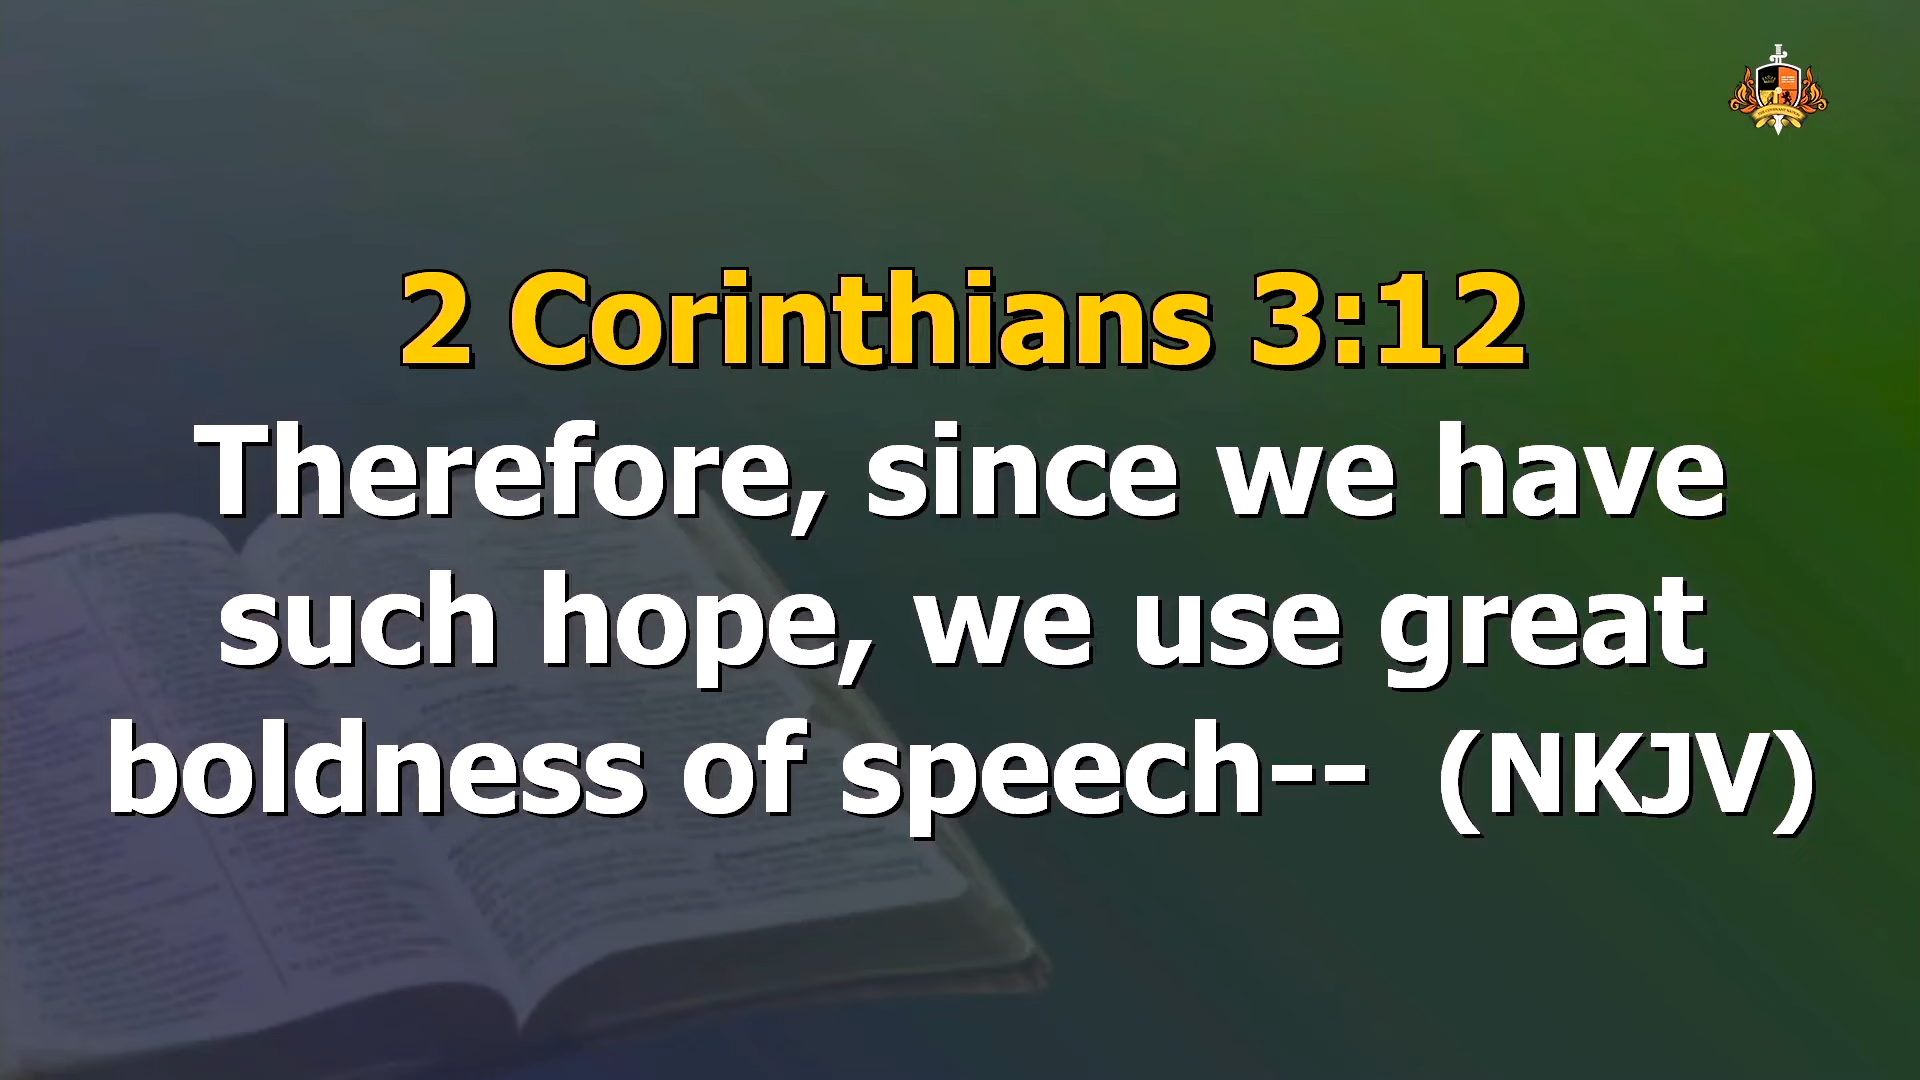 2 Corinthians 3:12
Therefore, since we have
such hope, we use great
boldness of speech--  (NKJV)